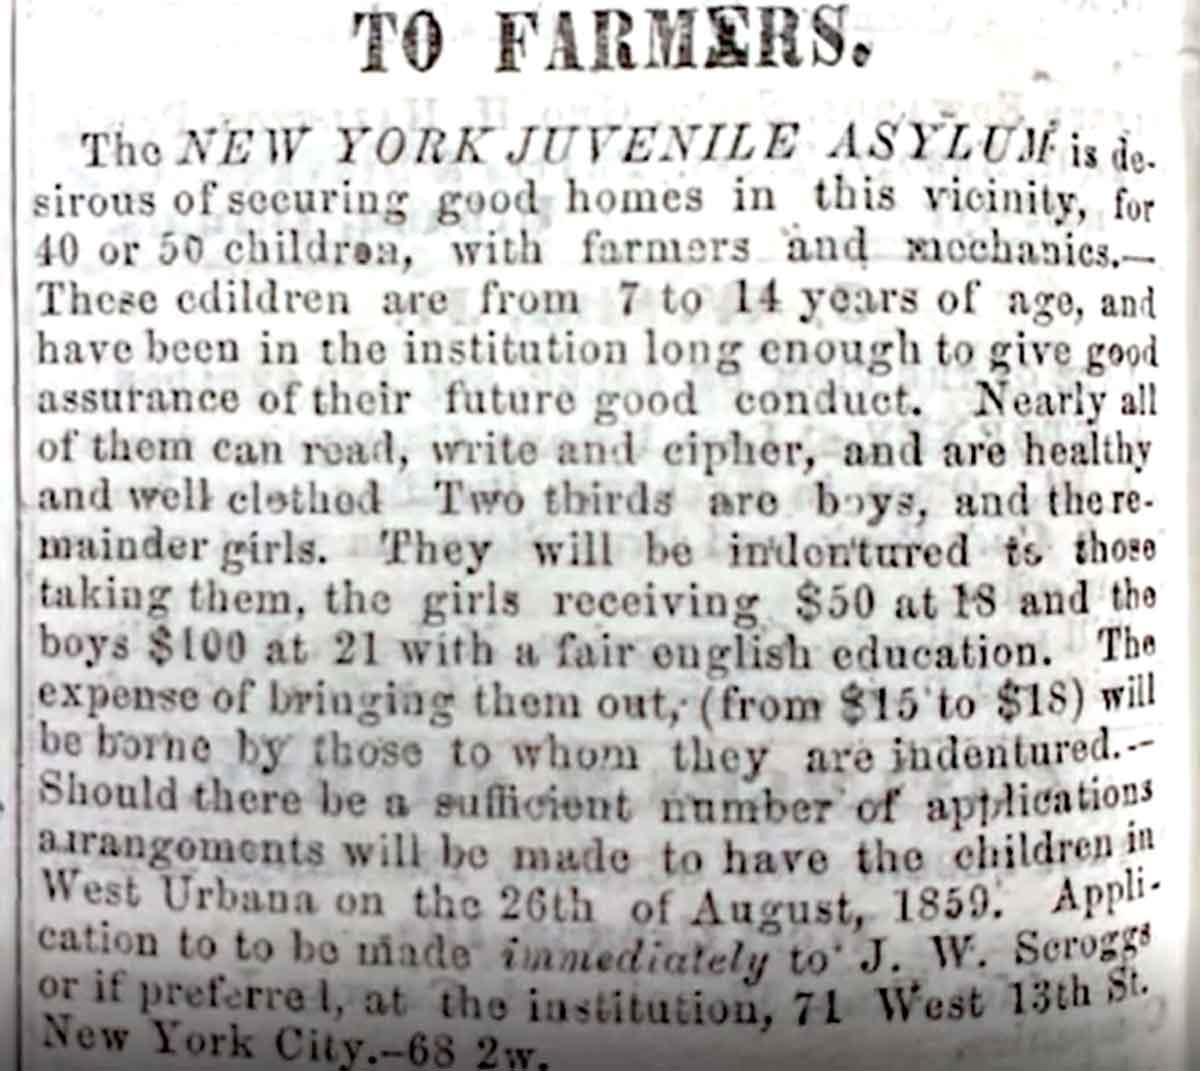 TO FARMERS.
The NEW YORK JUVENILE ASYLUM is de-
sirous of securing good homes in this vicinity, for
40 or 50 children, with farmers and mechanics.—
These cdildren are from 7 to 14 years of age, and
have been in the institution long enough to give good
assurance of their future good conduct. Nearly all
of them can read, write and cipher, and are healthy
and well clothed Two thirds are boys, and the re-
mainder girls. They will be indentured to those
taking them, the girls receiving $50 at 18 and the
boys $100 at 21 with a fair english education. The
expense of bringing them out, (from $15 to $18) will
be borne by those to whom they are indentured.—
Should there be a sufficient number of applications
arrangements will be made to have the children in
West Urbana on the 26th of August, 1859. Appli-
cation to to be made immediately to J. W. Scroggs
or if preferred, at the institution, 71 West 13th St.
New York City.—68 2w.